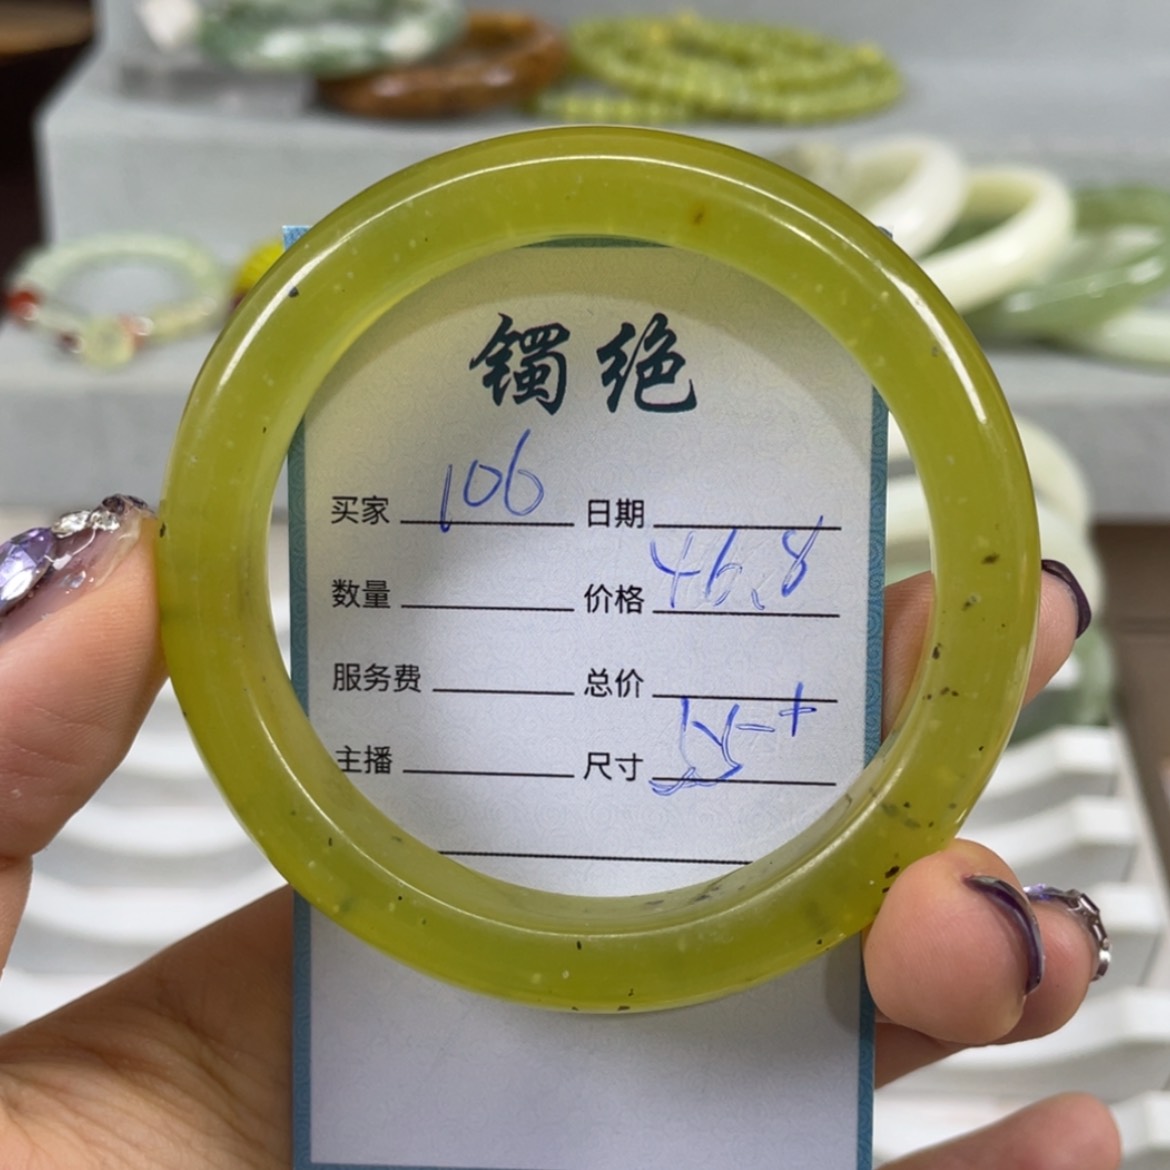 镯绝
买家 106 日期
数量 价格 46.8
服务费 总价
主播 尺寸 55-+